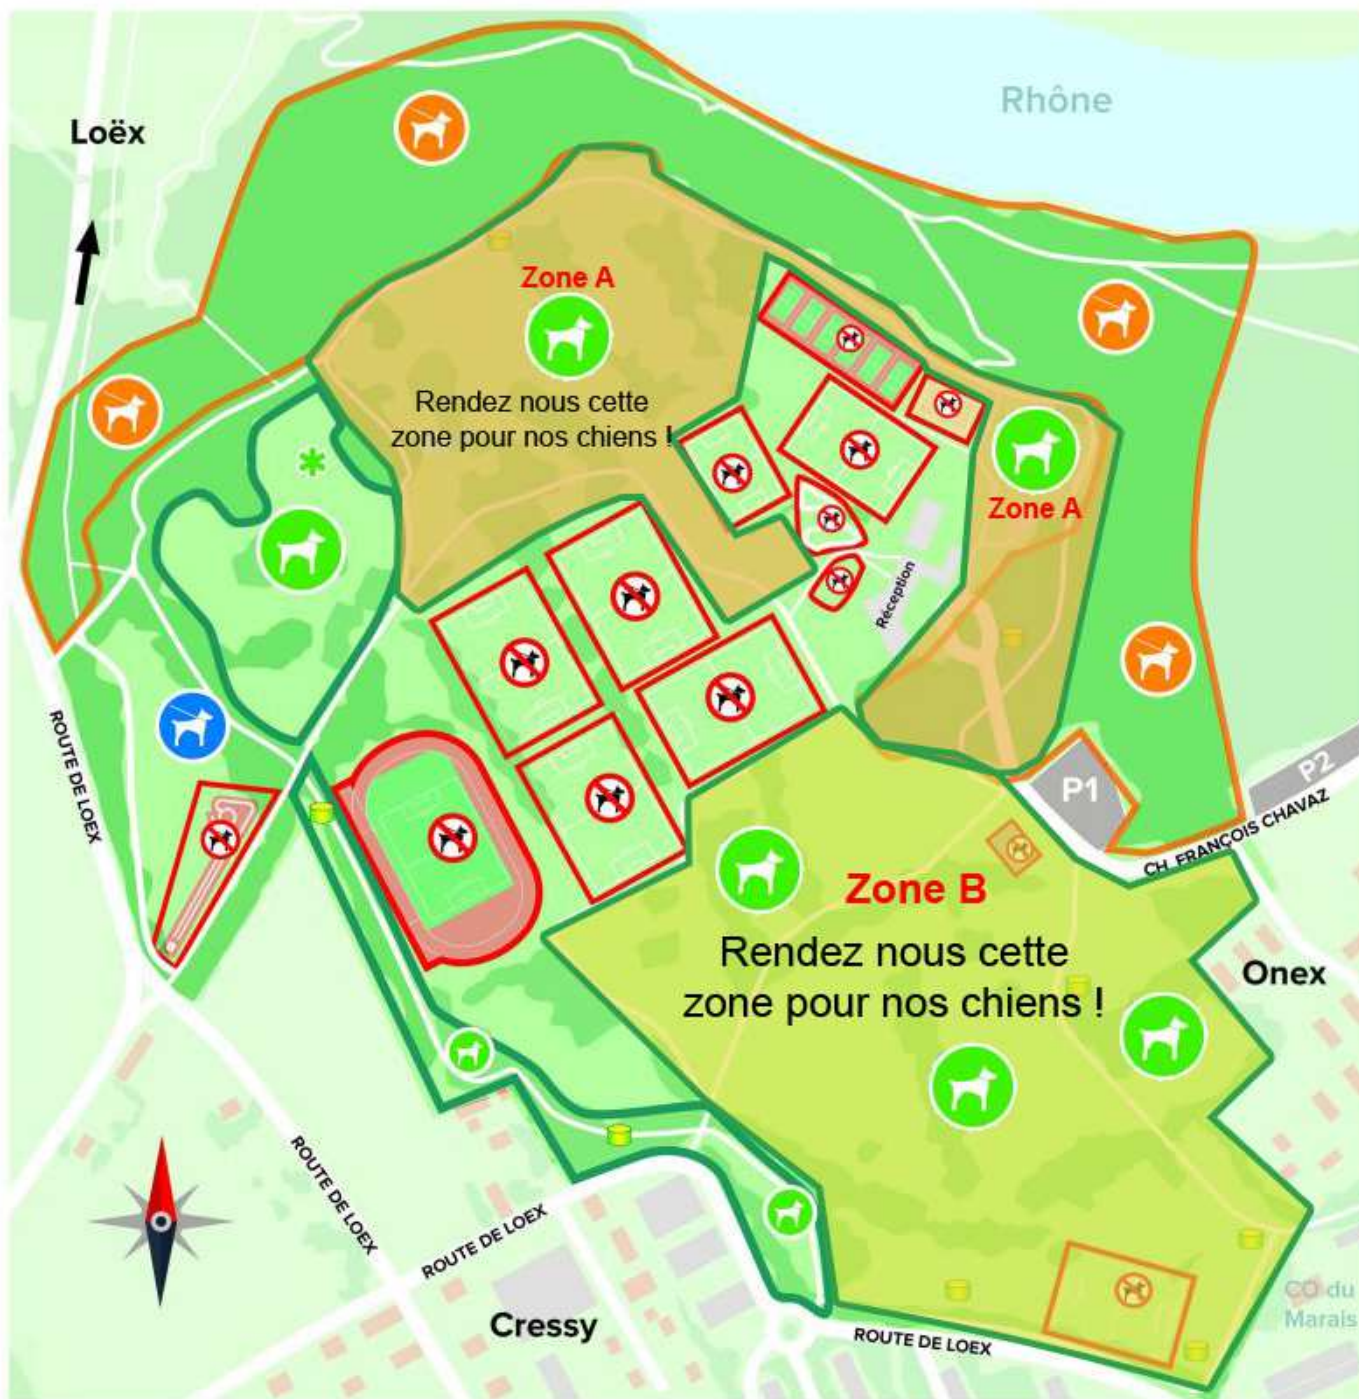 Rhône
Loëx
Zone A
Rendez nous cette
zone pour nos chiens !
Zone A
Réception
ROUTE DE LOEX
P1
P2
CH. FRANÇOIS CHAVAZ
Zone B
Rendez nous cette
zone pour nos chiens !
Onex
ROUTE DE LOEX
ROUTE DE LOEX
Cressy
ROUTE DE LOEX
CO du
Marais